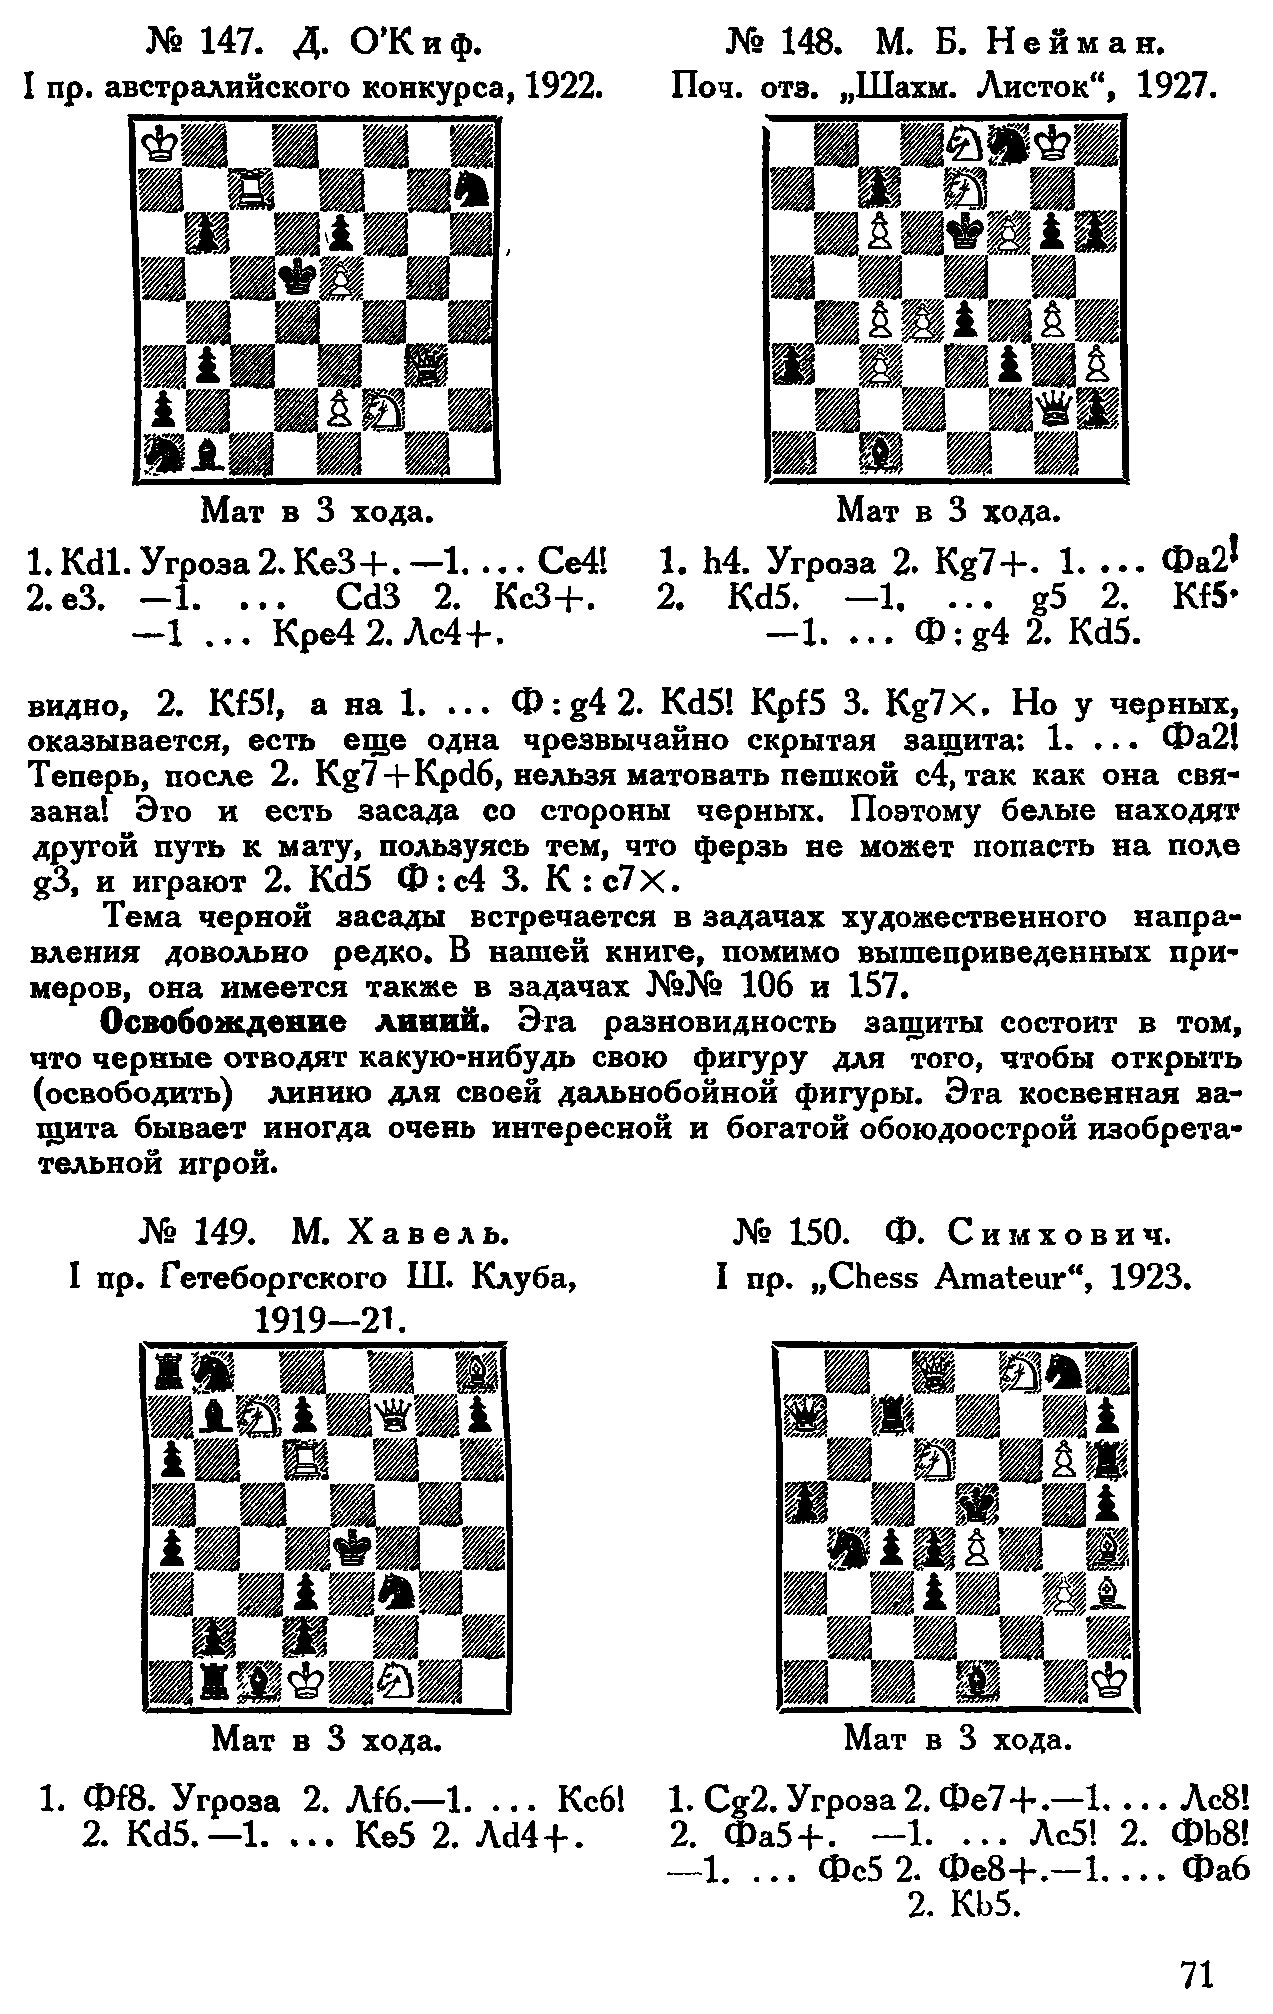 № 147. Д. О’Киф.
I пр. австралийского конкурса, 1922.
Мат в 3 хода.
1. Kd1. Угроза 2. Ke3+. —1. ... Ce4!
2. e3. —1. ... Cd3 2. Kc3+.
—1 ... Kpe4 2. Лc4+.
№ 148. М. Б. Нейман.
Поч. отз. „Шахм. Листок“, 1927.
Мат в 3 хода.
1. h4. Угроза 2. Kg7+. 1. ... Фa2!
2. Kd5. —1. ... g5 2. Kf5.
—1. ... Ф : g4 2. Kd5.
видно, 2. Kf5!, а на 1. ... Ф : g4 2. Kd5! Kpf5 3. Kg7×. Но у черных,
оказывается, есть еще одна чрезвычайно скрытая защита: 1. ... Фa2!
Теперь, после 2. Kg7+Kpd6, нельзя матовать пешкой c4, так как она свя-
зана! Это и есть засада со стороны черных. Поэтому белые находят
другой путь к мату, пользуясь тем, что ферзь не может попасть на поле
g3, и играют 2. Kd5 Ф : c4 3. K : c7×.
Тема черной засады встречается в задачах художественного напра-
вления довольно редко. В нашей книге, помимо вышеприведенных при-
меров, она имеется также в задачах №№ 106 и 157.
Освобождение линий. Эта разновидность защиты состоит в том,
что черные отводят какую-нибудь свою фигуру для того, чтобы открыть
(освободить) линию для своей дальнобойной фигуры. Эта косвенная за-
щита бывает иногда очень интересной и богатой обоюдоострой изобрета-
тельной игрой.
№ 149. М. Хавель.
I пр. Гетеборгского Ш. Клуба,
1919—21.
Мат в 3 хода.
1. Фf8. Угроза 2. Лf6.—1. ... Kc6!
2. Kd5. —1. ... Ke5 2. Лd4+.
№ 150. Ф. Симхович.
I пр. „Chess Amateur“, 1923.
Мат в 3 хода.
1. Cg2. Угроза 2. Фe7+.—1. ... Лc8!
2. Фa5+. —1. ... Лc5! 2. Фb8!
—1. ... Фc5 2. Фe8+.—1. ... Фa6
2. Kb5.
71